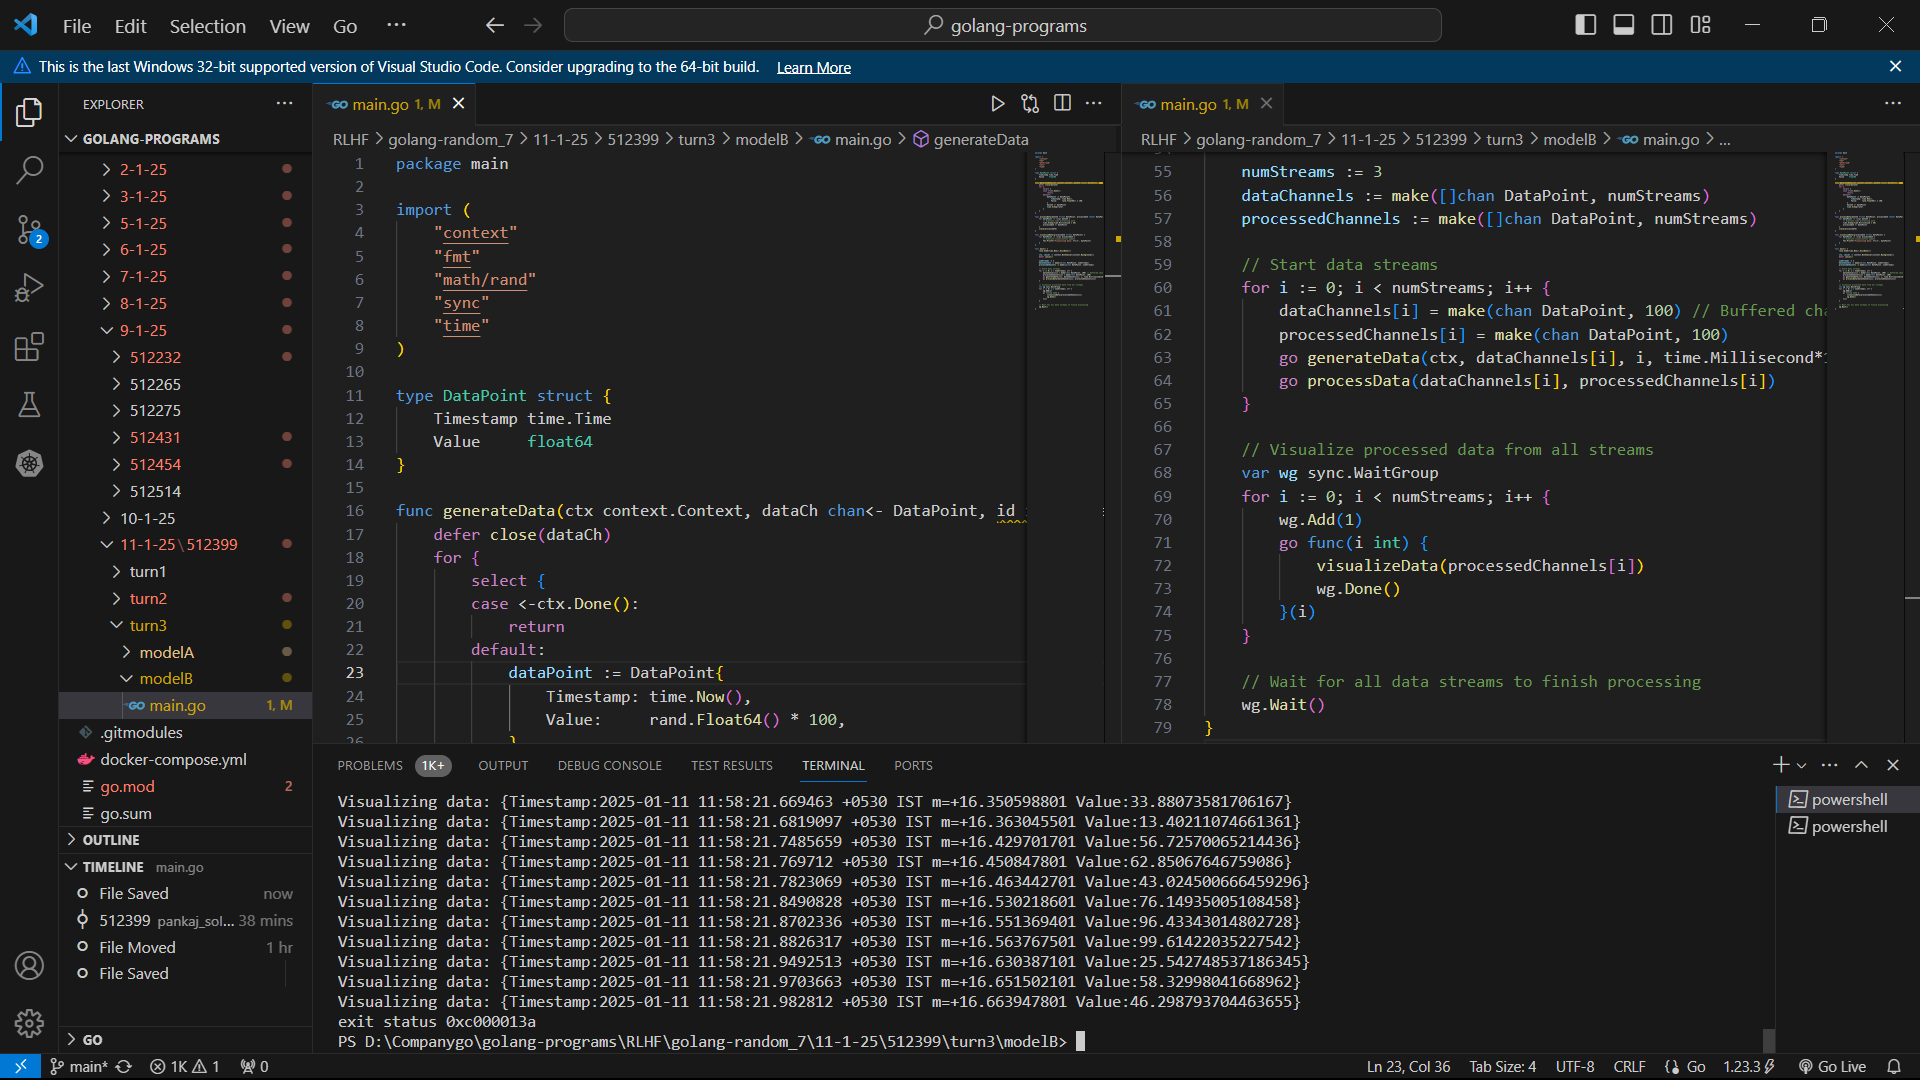 File Edit Selection View Go ··· golang-programs
This is the last Windows 32-bit supported version of Visual Studio Code. Consider upgrading to the 64-bit build. Learn More
EXPLORER
GOLANG-PROGRAMS
2-1-25
3-1-25
5-1-25
6-1-25
7-1-25
8-1-25
9-1-25
512232
512265
512275
512431
512454
512514
10-1-25
11-1-25\512399
turn1
turn2
turn3
modelA
modelB
main.go 1, M
.gitmodules
docker-compose.yml
go.mod 2
go.sum
OUTLINE
TIMELINE main.go
File Saved now
512399 pankaj_sol... 38 mins
File Moved 1 hr
File Saved
GO
2
main.go 1, M
RLHF > golang-random_7 > 11-1-25 > 512399 > turn3 > modelB > main.go > generateData
1 package main
2
3 import (
4 "context"
5 "fmt"
6 "math/rand"
7 "sync"
8 "time"
9 )
10
11 type DataPoint struct {
12 Timestamp time.Time
13 Value float64
14 }
15
16 func generateData(ctx context.Context, dataCh chan<- DataPoint, id
17 defer close(dataCh)
18 for {
19 select {
20 case <-ctx.Done():
21 return
22 default:
23 dataPoint := DataPoint{
24 Timestamp: time.Now(),
25 Value: rand.Float64() * 100,
26 }
main.go 1, M
RLHF > golang-random_7 > 11-1-25 > 512399 > turn3 > modelB > main.go > ...
55 numStreams := 3
56 dataChannels := make([]chan DataPoint, numStreams)
57 processedChannels := make([]chan DataPoint, numStreams)
58
59 // Start data streams
60 for i := 0; i < numStreams; i++ {
61 dataChannels[i] = make(chan DataPoint, 100) // Buffered cha
62 processedChannels[i] = make(chan DataPoint, 100)
63 go generateData(ctx, dataChannels[i], i, time.Millisecond*
64 go processData(dataChannels[i], processedChannels[i])
65 }
66
67 // Visualize processed data from all streams
68 var wg sync.WaitGroup
69 for i := 0; i < numStreams; i++ {
70 wg.Add(1)
71 go func(i int) {
72 visualizeData(processedChannels[i])
73 wg.Done()
74 }(i)
75 }
76
77 // Wait for all data streams to finish processing
78 wg.Wait()
79 }
PROBLEMS 1K+ OUTPUT DEBUG CONSOLE TEST RESULTS TERMINAL PORTS
Visualizing data: {Timestamp:2025-01-11 11:58:21.669463 +0530 IST m=+16.350598801 Value:33.88073581706167}
Visualizing data: {Timestamp:2025-01-11 11:58:21.6819097 +0530 IST m=+16.363045501 Value:13.40211074661361}
Visualizing data: {Timestamp:2025-01-11 11:58:21.7485659 +0530 IST m=+16.429701701 Value:56.72570065214436}
Visualizing data: {Timestamp:2025-01-11 11:58:21.769712 +0530 IST m=+16.450847801 Value:62.85067646759086}
Visualizing data: {Timestamp:2025-01-11 11:58:21.7823069 +0530 IST m=+16.463442701 Value:43.024500666459296}
Visualizing data: {Timestamp:2025-01-11 11:58:21.8490828 +0530 IST m=+16.530218601 Value:76.14935005108458}
Visualizing data: {Timestamp:2025-01-11 11:58:21.8702336 +0530 IST m=+16.551369401 Value:96.43343014802728}
Visualizing data: {Timestamp:2025-01-11 11:58:21.8826317 +0530 IST m=+16.563767501 Value:99.61422035227542}
Visualizing data: {Timestamp:2025-01-11 11:58:21.9492513 +0530 IST m=+16.630387101 Value:25.542748537186345}
Visualizing data: {Timestamp:2025-01-11 11:58:21.9703663 +0530 IST m=+16.651502101 Value:58.32998041668962}
Visualizing data: {Timestamp:2025-01-11 11:58:21.982812 +0530 IST m=+16.663947801 Value:46.298793704463655}
exit status 0xc000013a
PS D:\Companygo\golang-programs\RLHF\golang-random_7\11-1-25\512399\turn3\modelB>
powershell
powershell
main* 1K 1 0 Ln 23, Col 36 Tab Size: 4 UTF-8 CRLF Go 1.23.3 Go Live